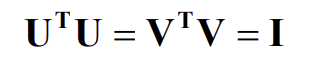 UᵀU = VᵀV = I